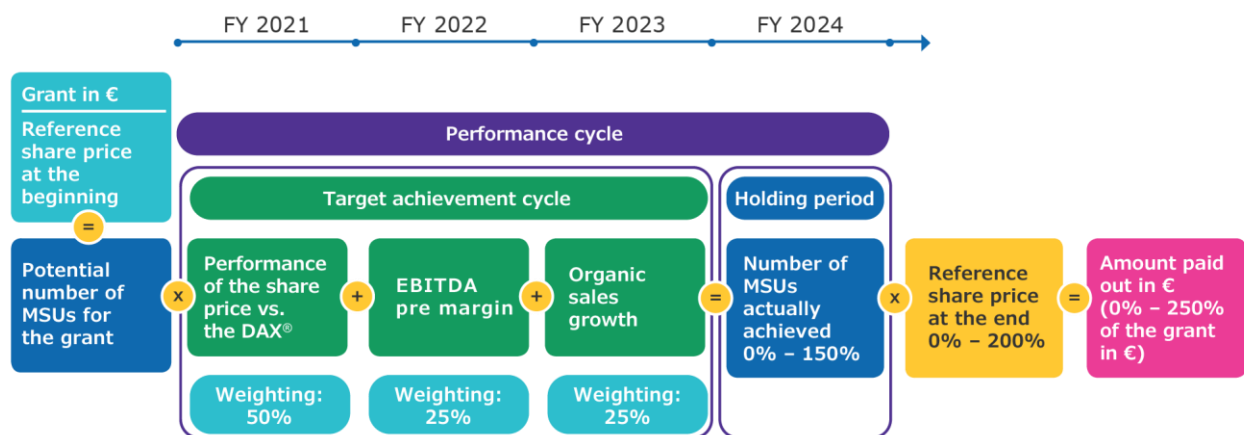 FY 2021
FY 2022
FY 2023
FY 2024
Grant in €
Reference
share price
at the
beginning
=
Potential
number of
MSUs for
the grant
Performance cycle
Target achievement cycle
Holding period
x
Performance
of the share
price vs.
the DAX®
+
EBITDA
pre margin
+
Organic
sales
growth
=
Number of
MSUs
actually
achieved
0% – 150%
x
Reference
share price
at the end
0% – 200%
=
Amount paid
out in €
(0% – 250%
of the grant
in €)
Weighting:
50%
Weighting:
25%
Weighting:
25%